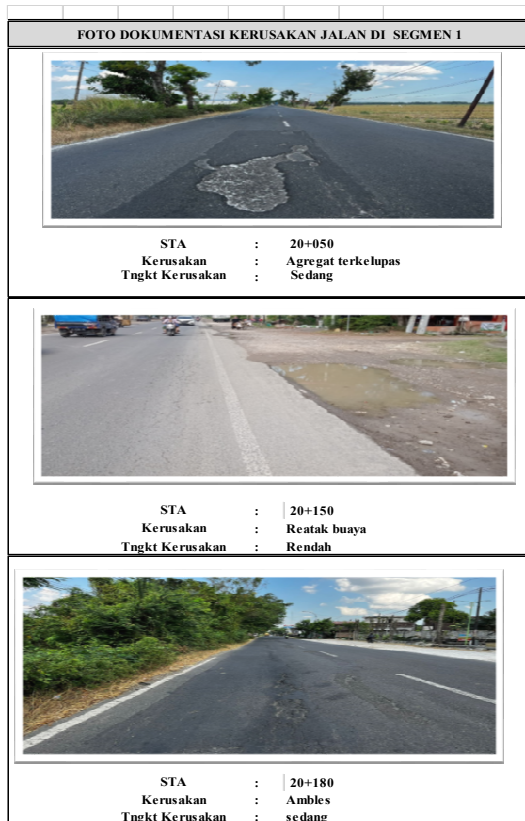 FOTO DOKUMENTASI KERUSAKAN JALAN DI SEGMEN 1
STA : 20+050
Kerusakan : Agregat terkelupas
Tngkt Kerusakan : Sedang
STA : 20+150
Kerusakan : Reatak buaya
Tngkt Kerusakan : Rendah
STA : 20+180
Kerusakan : Ambles
Tngkt Kerusakan : sedang